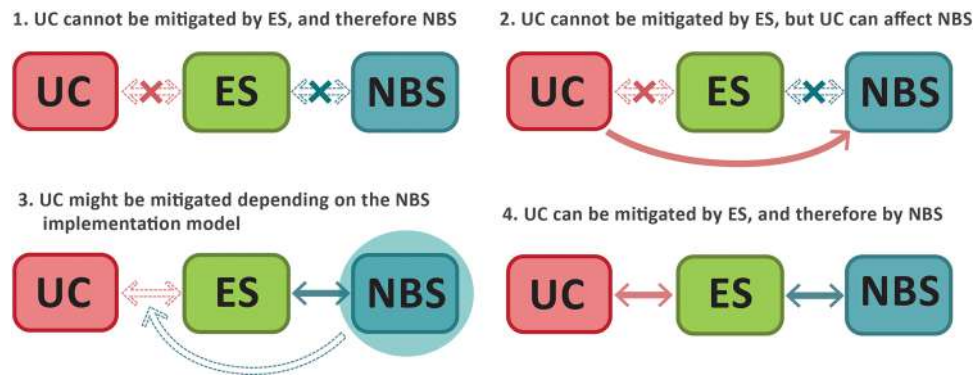 1. UC cannot be mitigated by ES, and therefore NBS
UC ES NBS
2. UC cannot be mitigated by ES, but UC can affect NBS
UC ES NBS
3. UC might be mitigated depending on the NBS
implementation model
UC ES NBS
4. UC can be mitigated by ES, and therefore by NBS
UC ES NBS